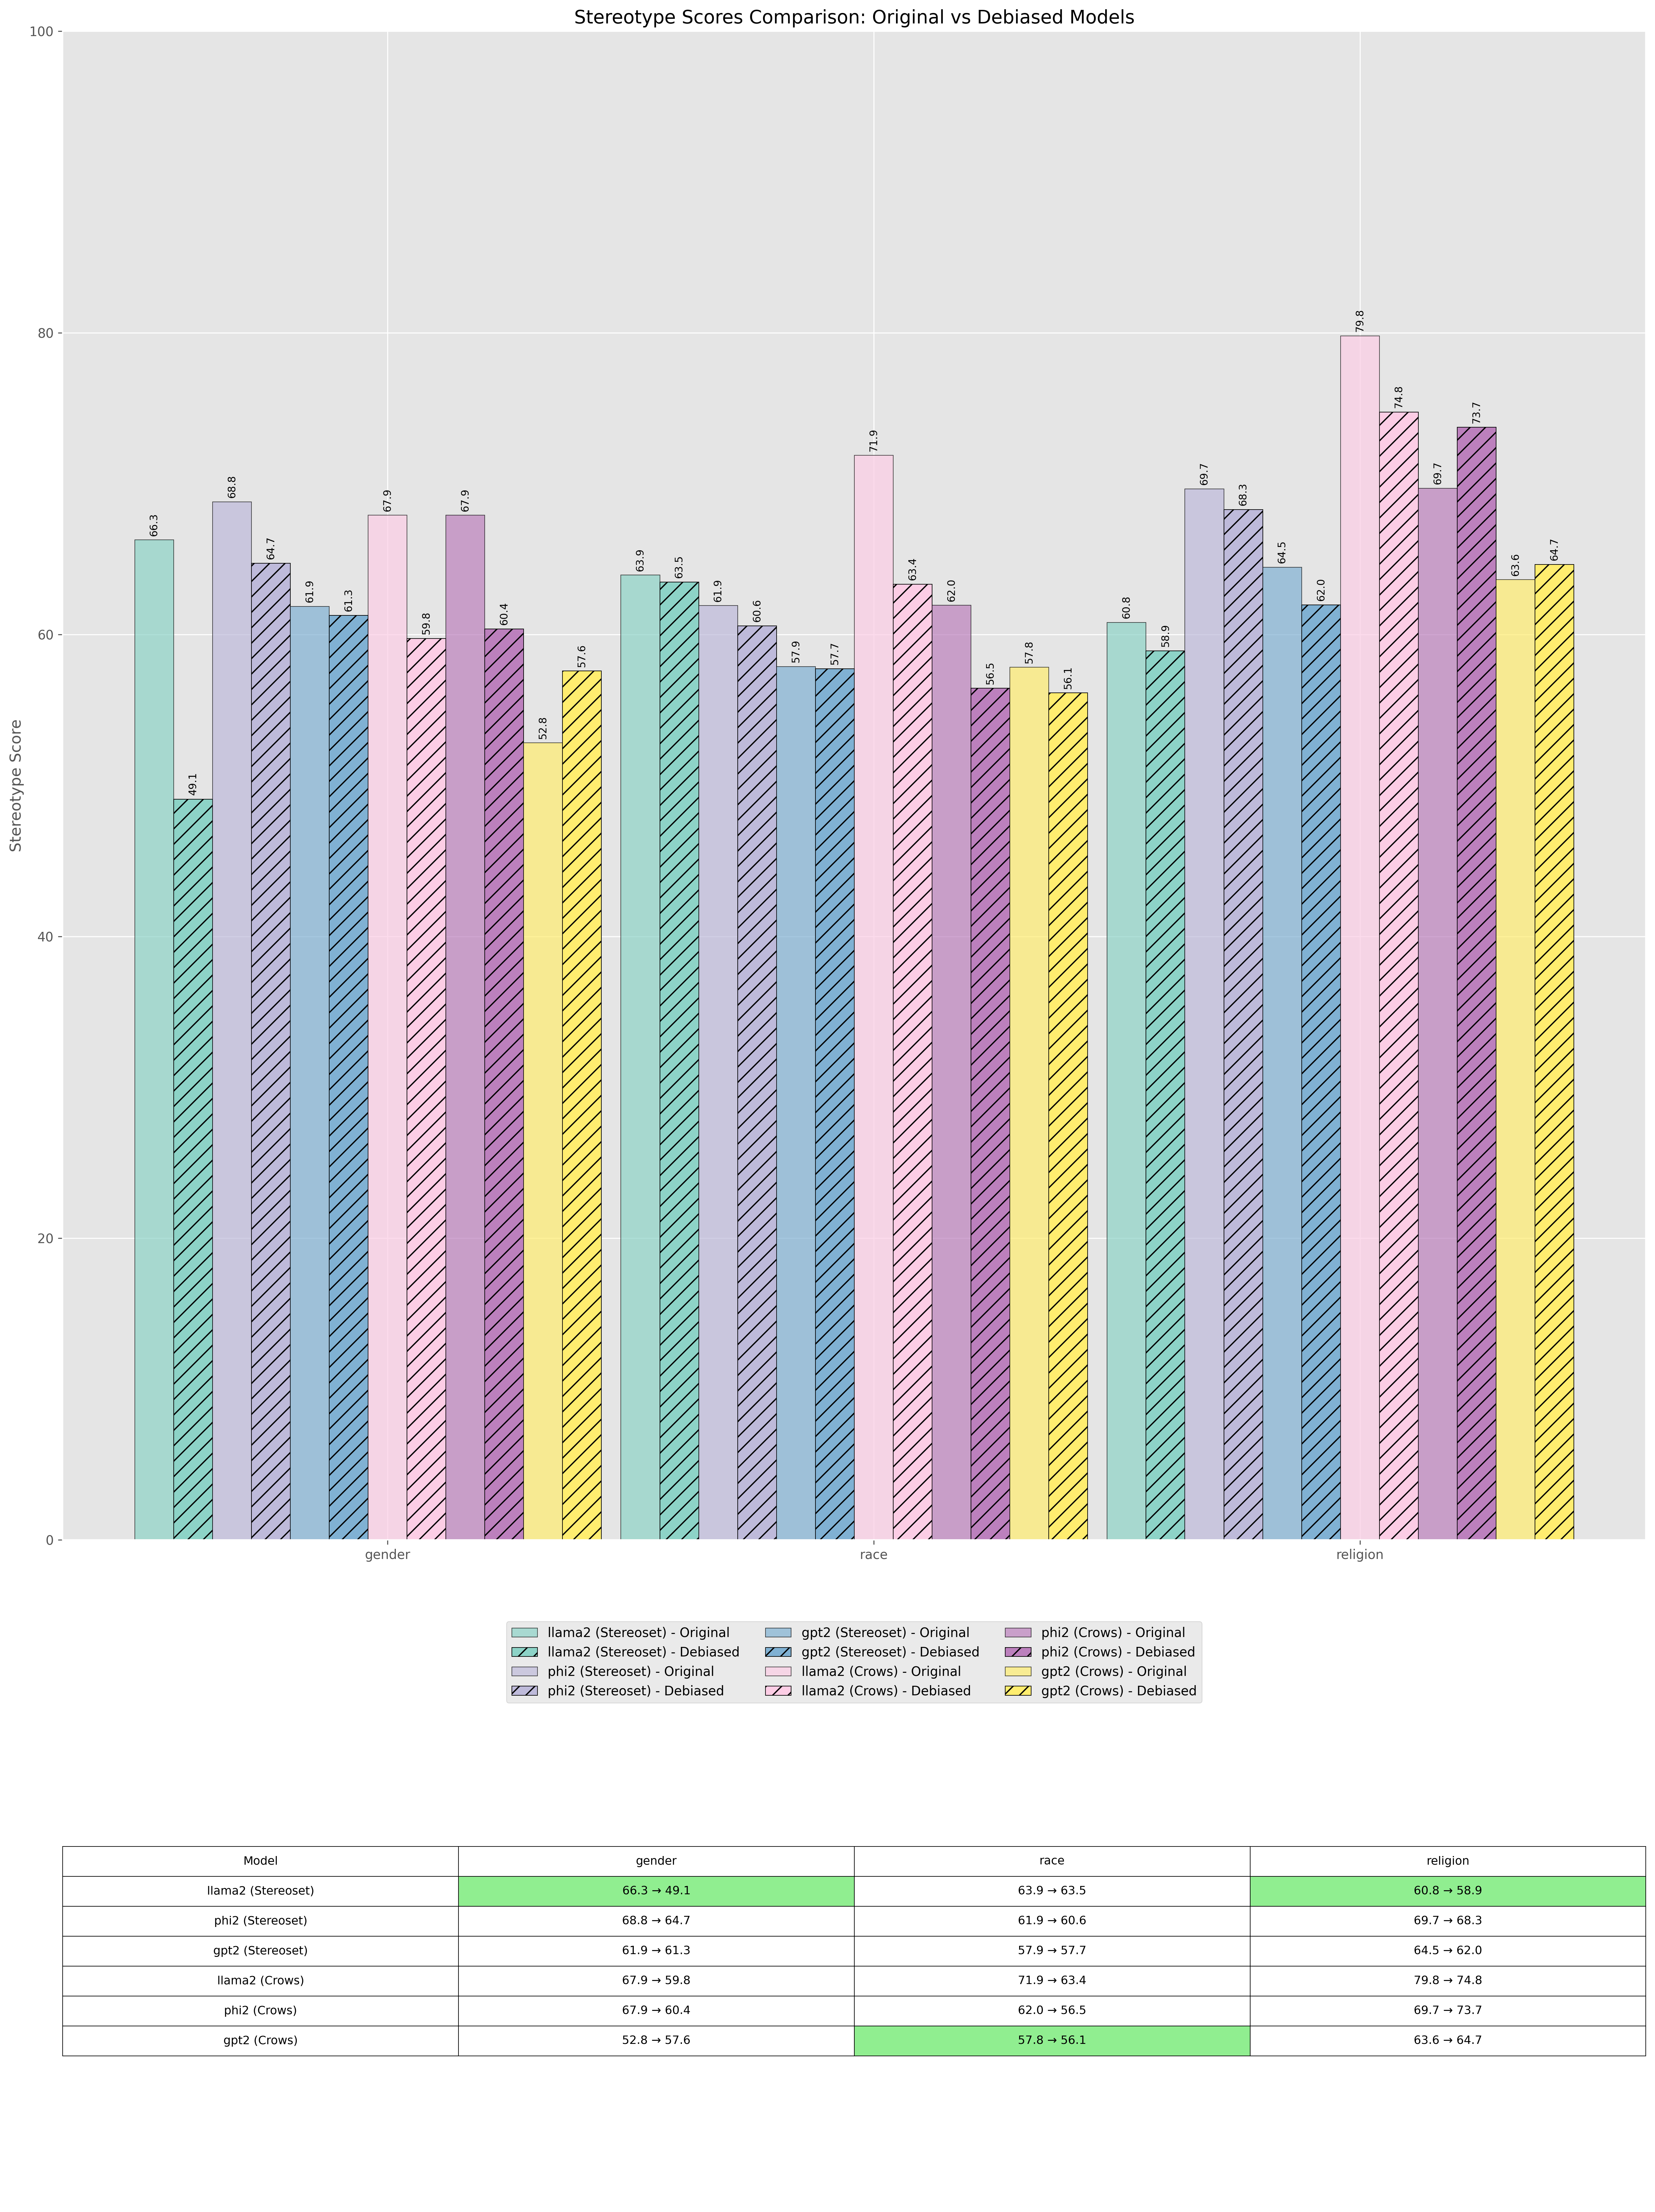 Stereotype Scores Comparison: Original vs Debiased Models
Stereotype Score
100
80
60
40
20
0
66.3
49.1
68.8
64.7
61.9
61.3
67.9
59.8
67.9
60.4
52.8
57.6
63.9
63.5
61.9
60.6
57.9
57.7
71.9
63.4
62.0
56.5
57.8
56.1
60.8
58.9
69.7
68.3
64.5
62.0
79.8
74.8
69.7
73.7
63.6
64.7
gender race religion
llama2 (Stereoset) - Original
llama2 (Stereoset) - Debiased
phi2 (Stereoset) - Original
phi2 (Stereoset) - Debiased
gpt2 (Stereoset) - Original
gpt2 (Stereoset) - Debiased
llama2 (Crows) - Original
llama2 (Crows) - Debiased
phi2 (Crows) - Original
phi2 (Crows) - Debiased
gpt2 (Crows) - Original
gpt2 (Crows) - Debiased
Model gender race religion
llama2 (Stereoset) 66.3 → 49.1 63.9 → 63.5 60.8 → 58.9
phi2 (Stereoset) 68.8 → 64.7 61.9 → 60.6 69.7 → 68.3
gpt2 (Stereoset) 61.9 → 61.3 57.9 → 57.7 64.5 → 62.0
llama2 (Crows) 67.9 → 59.8 71.9 → 63.4 79.8 → 74.8
phi2 (Crows) 67.9 → 60.4 62.0 → 56.5 69.7 → 73.7
gpt2 (Crows) 52.8 → 57.6 57.8 → 56.1 63.6 → 64.7